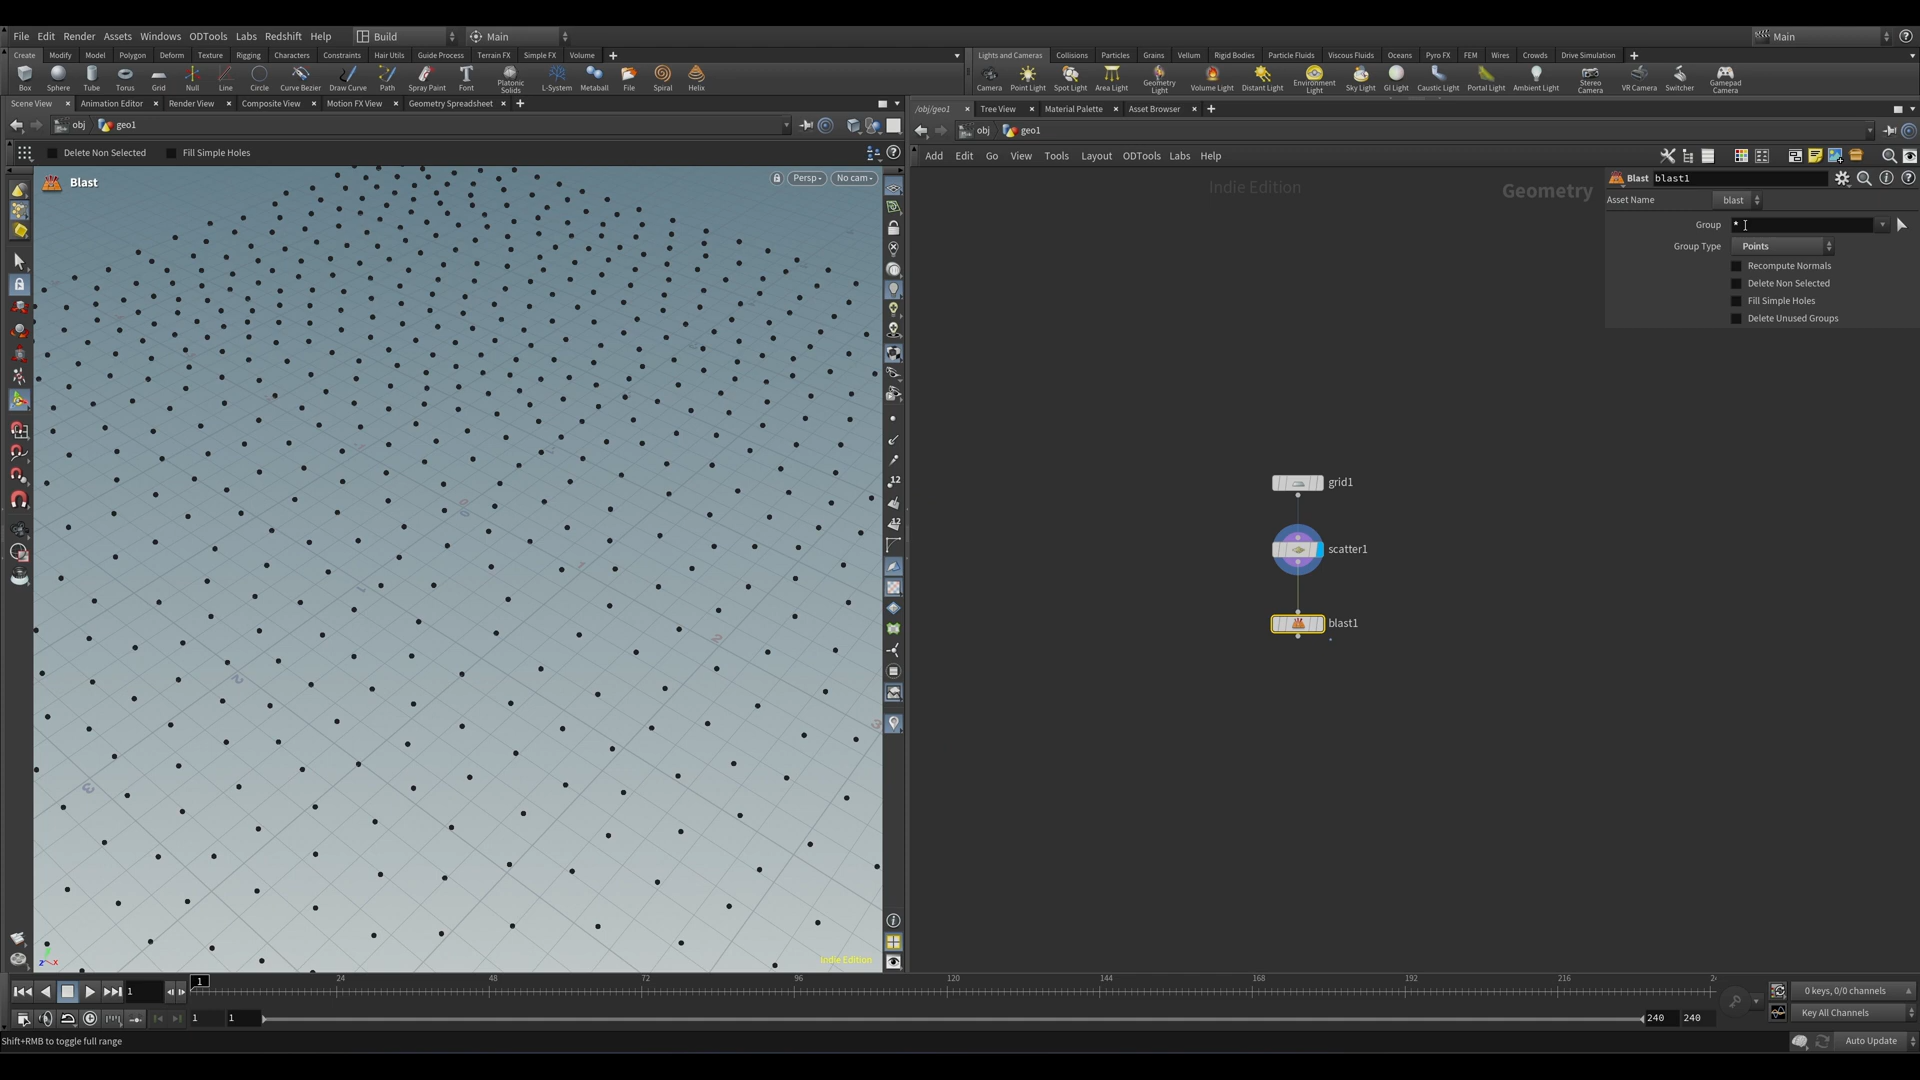 File Edit Render Assets Windows ODTools Labs Redshift Help Build Main Main
Create Modify Model Polygon Deform Texture Rigging Characters Constraints Hair Utils Guide Process Terrain FX Simple FX Volume
Lights and Cameras Collisions Particles Grains Vellum Rigid Bodies Particle Fluids Viscous Fluids Oceans Pyro FX FEM Wires Crowds Drive Simulation
Box Sphere Tube Torus Grid Null Line Circle Curve Bezier Draw Curve Path Spray Paint Font Platonic Solids L-System Metaball File Spiral Helix
Camera Point Light Spot Light Area Light Geometry Light Volume Light Distant Light Environment Light Sky Light GI Light Caustic Light Portal Light Ambient Light Stereo Camera VR Camera Switcher Gamepad Camera
Scene View Animation Editor Render View Composite View Motion FX View Geometry Spreadsheet
/obj/geo1 Tree View Material Palette Asset Browser
obj geo1
obj geo1
Delete Non Selected Fill Simple Holes
Add Edit Go View Tools Layout ODTools Labs Help
Blast Persp No cam
Indie Edition Geometry
Blast blast1
Asset Name blast
Group *
Group Type Points
Recompute Normals
Delete Non Selected
Fill Simple Holes
Delete Unused Groups
12
12
grid1
scatter1
blast1
1
2
2
3
3
z x
Indie Edition
1 1 24 48 72 96 120 144 168 192 216
0 keys, 0/0 channels
1 1 240 240 Key All Channels
Shift+RMB to toggle full range Auto Update